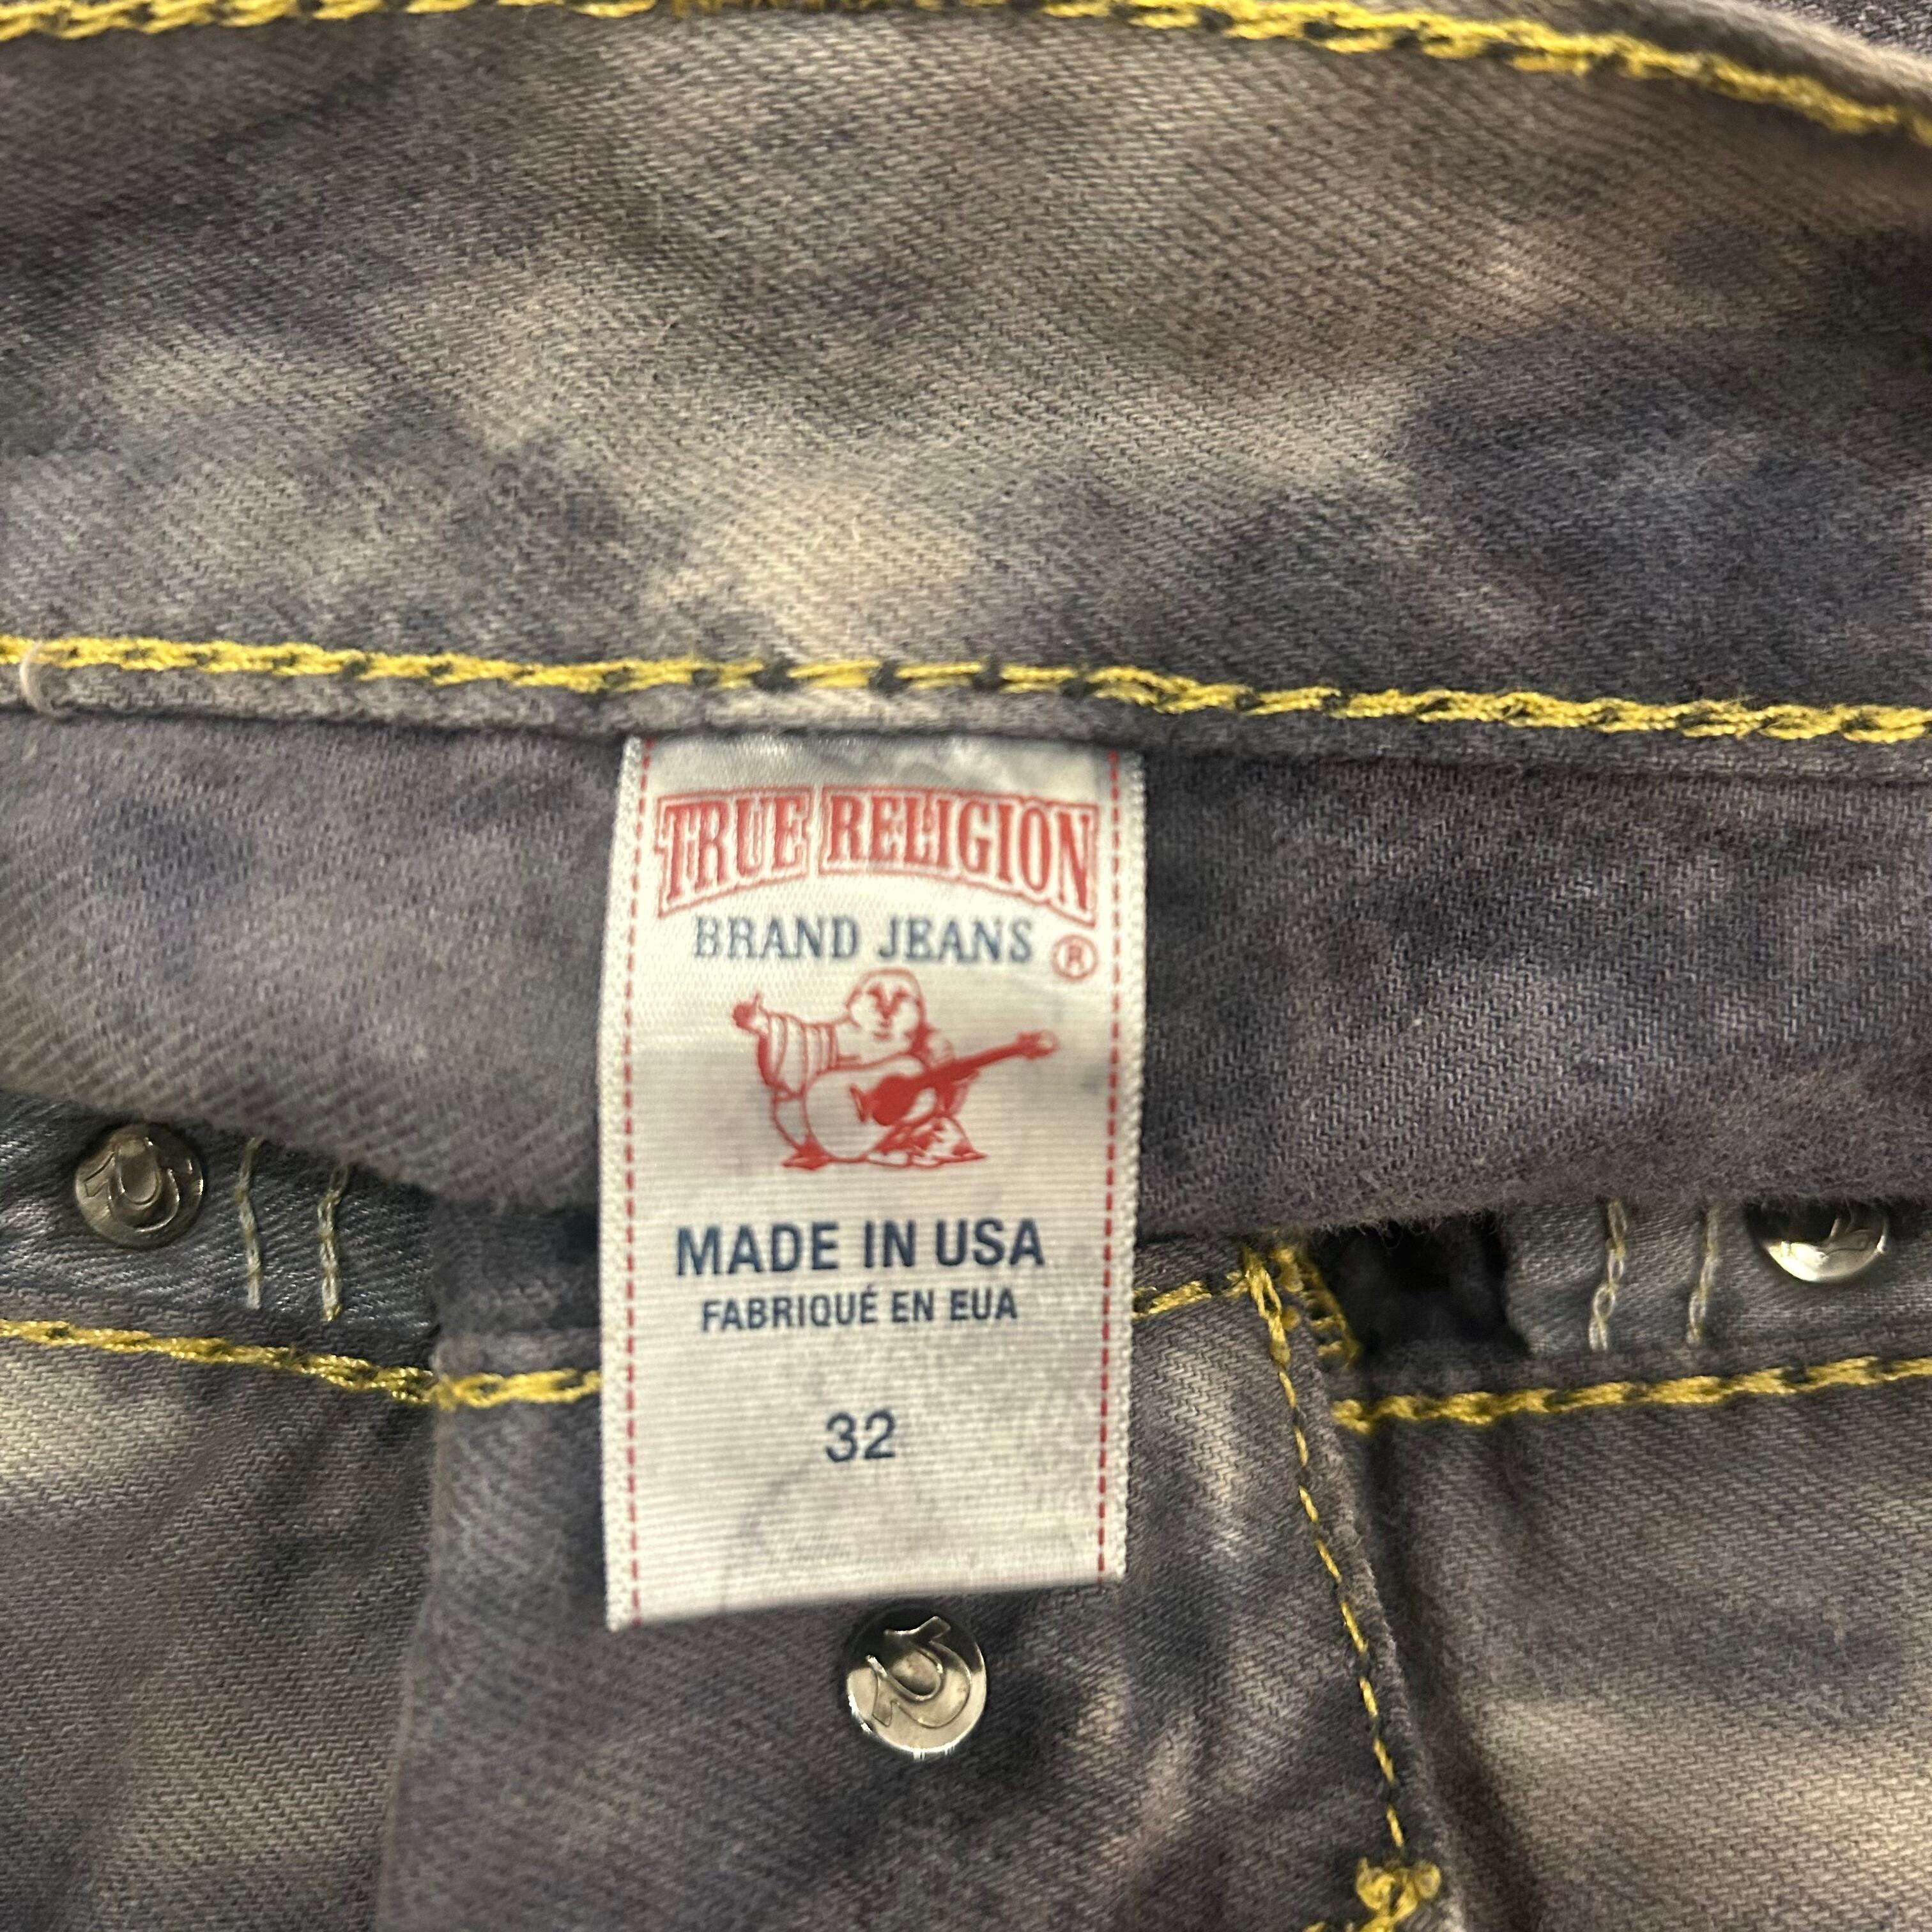 TRUE RELIGION
BRAND JEANS ®
MADE IN USA
FABRIQUÉ EN EUA
32